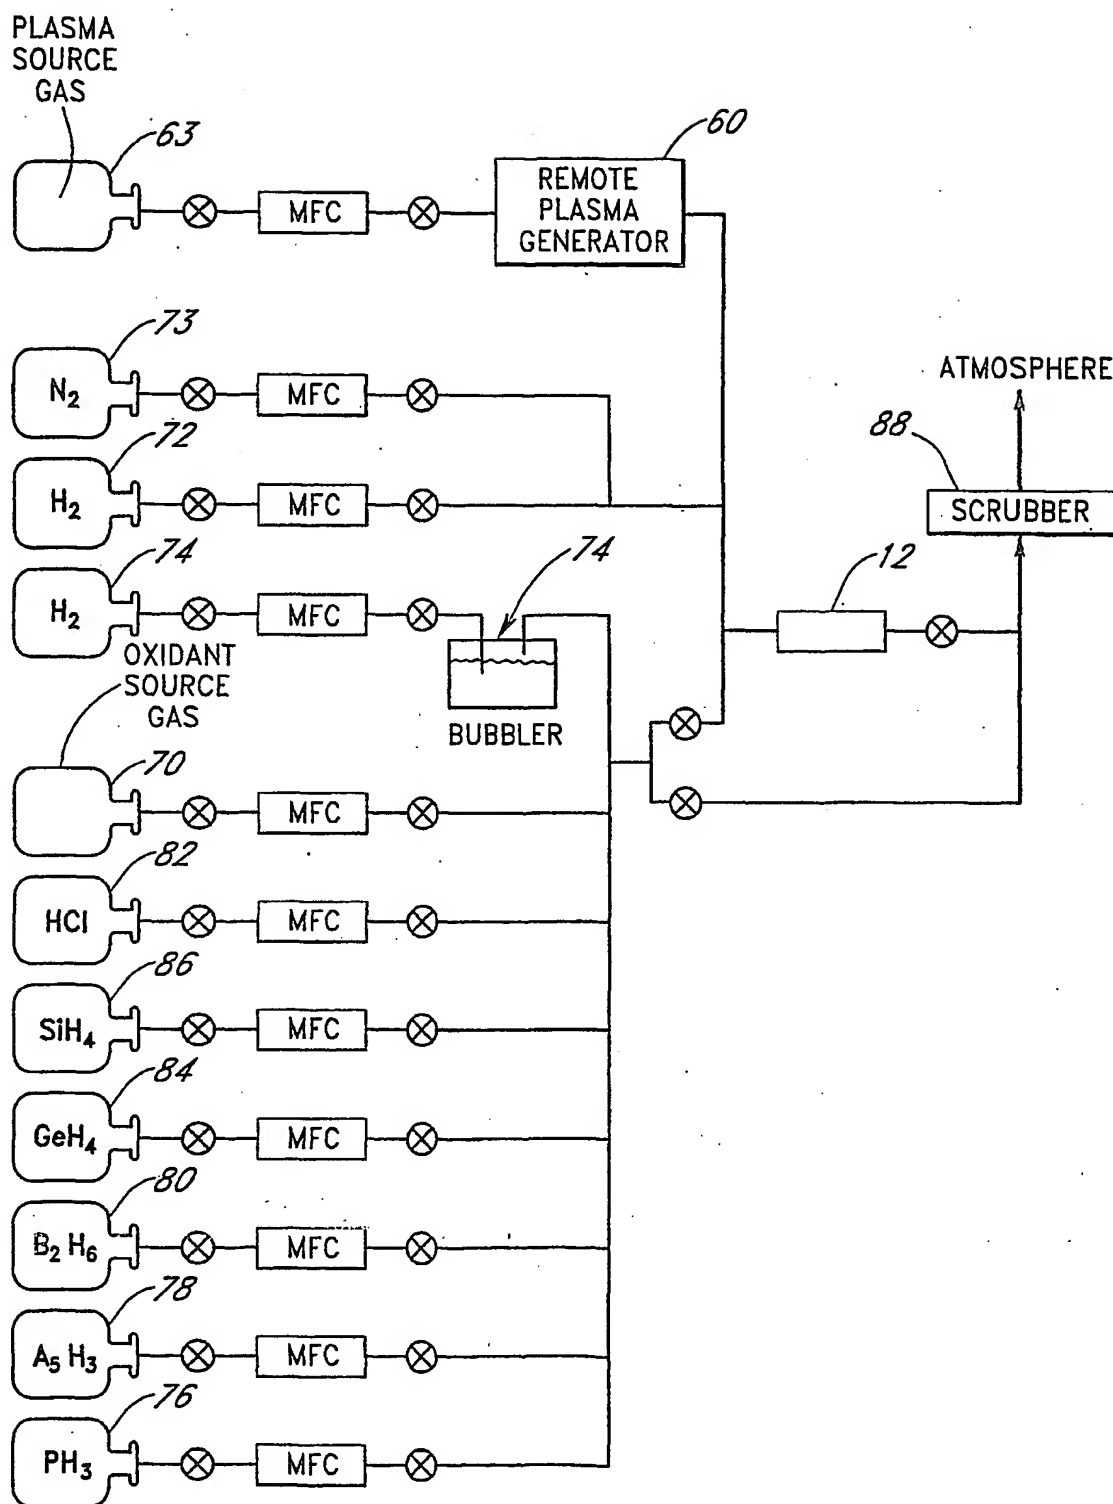 PLASMA
SOURCE
GAS
63
MFC
60
REMOTE
PLASMA
GENERATOR
73
N₂
MFC
72
H₂
MFC
74
H₂
MFC
74
BUBBLER
ATMOSPHERE
88
SCRUBBER
12
OXIDANT
SOURCE
GAS
70
MFC
82
HCl
MFC
86
SiH₄
MFC
84
GeH₄
MFC
80
B₂ H₆
MFC
78
A₅ H₃
MFC
76
PH₃
MFC